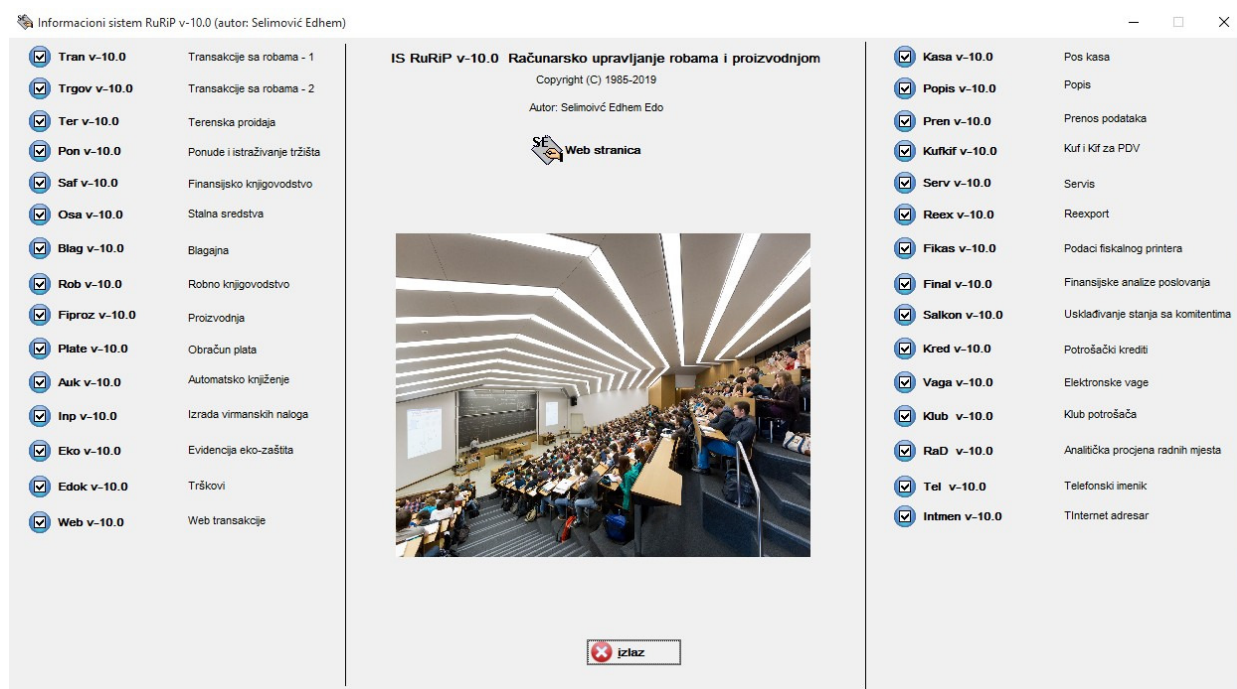 Informacioni sistem RuRiP v-10.0 (autor: Selimović Edhem)
Tran v-10.0 Transakcije sa robama - 1
Trgov v-10.0 Transakcije sa robama - 2
Ter v-10.0 Terenska proidaja
Pon v-10.0 Ponude i istraživanje tržišta
Saf v-10.0 Finansijsko knjigovodstvo
Osa v-10.0 Stalna sredstva
Blag v-10.0 Blagajna
Rob v-10.0 Robno knjigovodstvo
Fiproz v-10.0 Proizvodnja
Plate v-10.0 Obračun plata
Auk v-10.0 Automatsko knjiženje
Inp v-10.0 Izrada virmanskih naloga
Eko v-10.0 Evidencija eko-zaštita
Edok v-10.0 Trškovi
Web v-10.0 Web transakcije
IS RuRiP v-10.0 Računarsko upravljanje robama i proizvodnjom
Copyright (C) 1985-2019
Autor: Selimoivć Edhem Edo
SE
Web stranica
izlaz
Kasa v-10.0 Pos kasa
Popis v-10.0 Popis
Pren v-10.0 Prenos podataka
Kufkif v-10.0 Kuf i Kif za PDV
Serv v-10.0 Servis
Reex v-10.0 Reexport
Fikas v-10.0 Podaci fiskalnog printera
Final v-10.0 Finansijske analize poslovanja
Salkon v-10.0 Usklađivanje stanja sa komitentima
Kred v-10.0 Potrošački krediti
Vaga v-10.0 Elektronske vage
Klub v-10.0 Klub potrošača
RaD v-10.0 Analitička procjena radnih mjesta
Tel v-10.0 Telefonski imenik
Intmen v-10.0 TInternet adresar